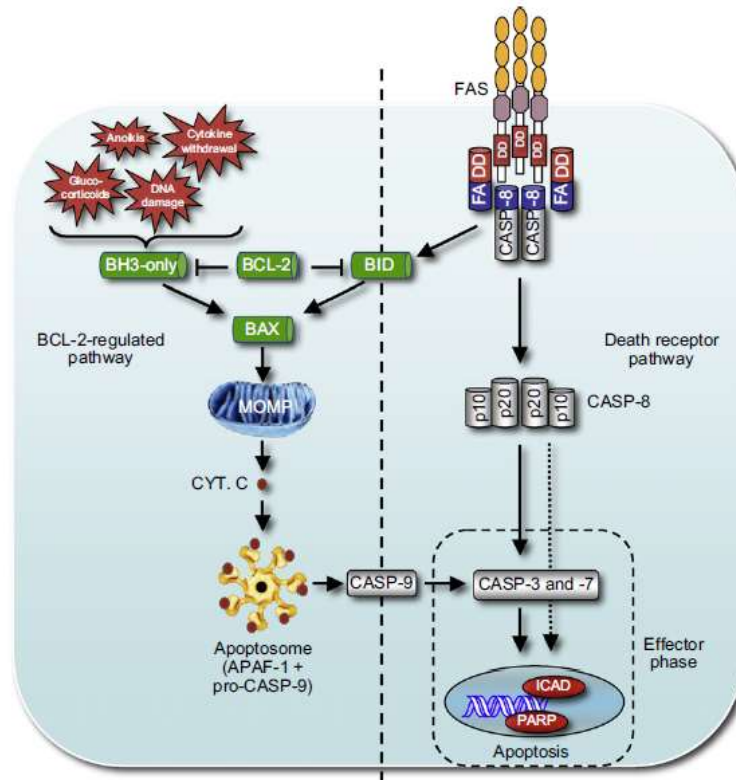 FAS
DD
DD
DD
DD
DD
FA
FA
CASP-8
CASP-8
Anoikis
Cytokine
withdrawal
Gluco-
corticoids
DNA
damage
BH3-only
BCL-2
BID
BAX
BCL-2-regulated
pathway
Death receptor
pathway
MOMP
p10
p20
p20
p10
CASP-8
CYT. C
CASP-9
CASP-3 and -7
Apoptosome
(APAF-1 +
pro-CASP-9)
Effector
phase
ICAD
PARP
Apoptosis